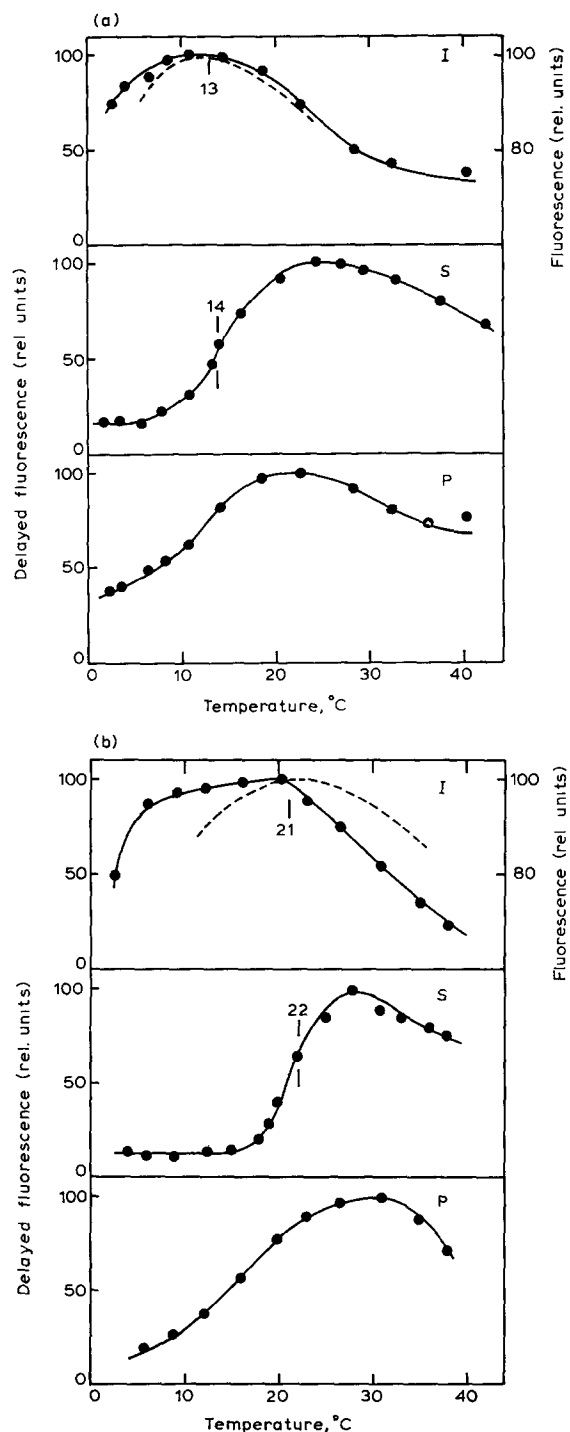 (a)
100
50
0
I
13
100
80
Fluorescence (rel. units)
100
50
0
S
14
Delayed fluorescence (rel units)
100
50
0
P
0 10 20 30 40
Temperature, °C
(b)
100
50
0
I
21
100
80
Fluorescence (rel units)
100
50
0
S
22
Delayed fluorescence (rel. units)
100
50
0
P
0 10 20 30 40
Temperature, °C